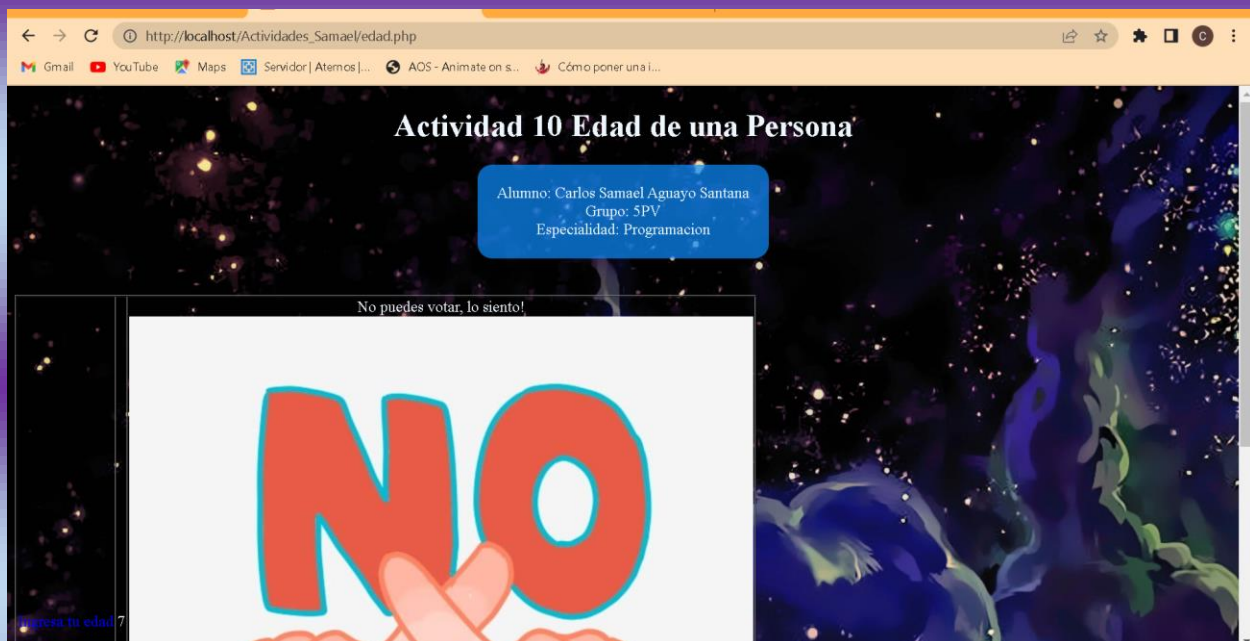 http://localhost/Actividades_Samael/edad.php
C
Gmail YouTube Maps Servidor | Aternos |... AOS - Animate on s... Cómo poner una i...
Actividad 10 Edad de una Persona
Alumno: Carlos Samael Aguayo Santana
Grupo: 5PV
Especialidad: Programacion
No puedes votar, lo siento!
NO
Ingresa tu edad 7